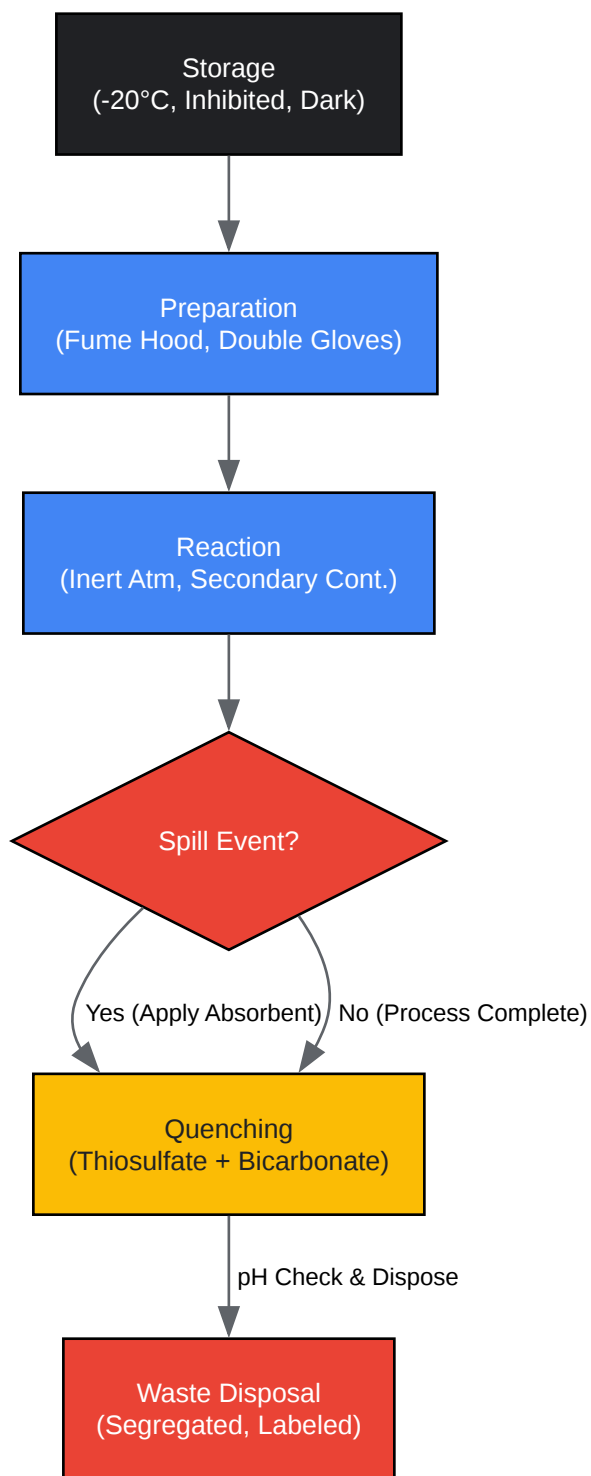 Storage
(-20°C, Inhibited, Dark)
Preparation
(Fume Hood, Double Gloves)
Reaction
(Inert Atm, Secondary Cont.)
Spill Event?
Yes (Apply Absorbent)
No (Process Complete)
Quenching
(Thiosulfate + Bicarbonate)
pH Check & Dispose
Waste Disposal
(Segregated, Labeled)